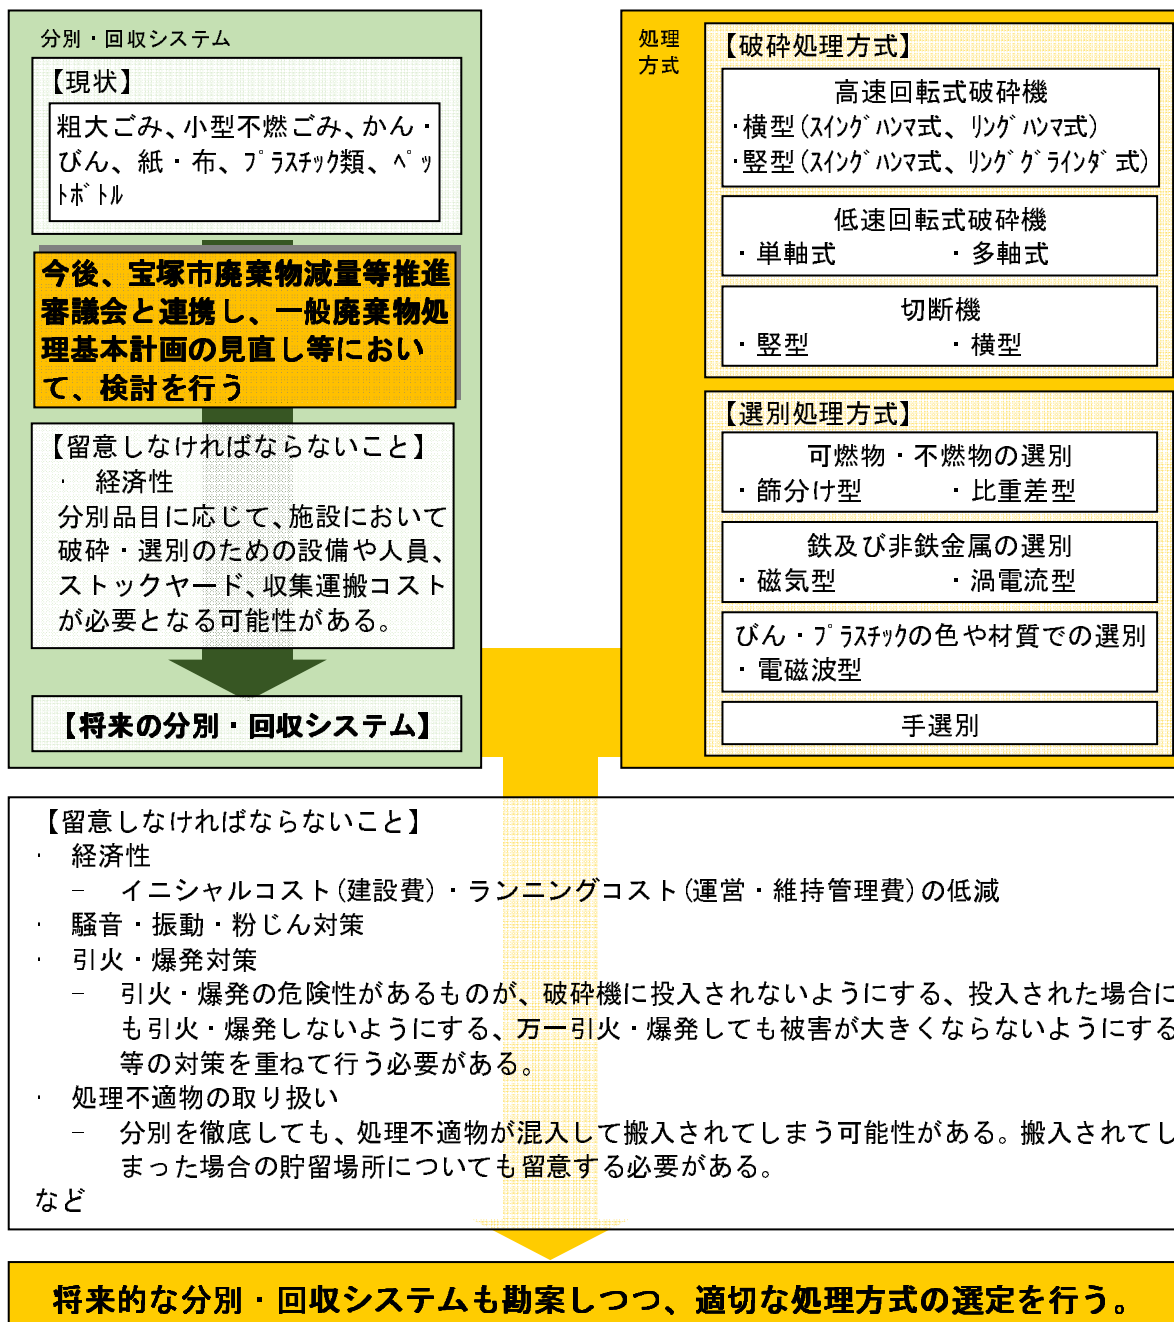 分別・回収システム
【現状】
粗大ごみ、小型不燃ごみ、かん・
びん、紙・布、プラスチック類、ペッ
トボトル
今後、宝塚市廃棄物減量等推進
審議会と連携し、一般廃棄物処
理基本計画の見直し等におい
て、検討を行う
【留意しなければならないこと】
・ 経済性
分別品目に応じて、施設において
破砕・選別のための設備や人員、
ストックヤード、収集運搬コスト
が必要となる可能性がある。
【将来の分別・回収システム】
処理
方式
【破砕処理方式】
高速回転式破砕機
・横型(スイングハンマ式、リングハンマ式)
・竪型(スイングハンマ式、リンググラインダ式)
低速回転式破砕機
・単軸式 ・多軸式
切断機
・竪型 ・横型
【選別処理方式】
可燃物・不燃物の選別
・篩分け型 ・比重差型
鉄及び非鉄金属の選別
・磁気型 ・渦電流型
びん・プラスチックの色や材質での選別
・電磁波型
手選別
【留意しなければならないこと】
・ 経済性
－ イニシャルコスト(建設費)・ランニングコスト(運営・維持管理費)の低減
・ 騒音・振動・粉じん対策
・ 引火・爆発対策
－ 引火・爆発の危険性があるものが、破砕機に投入されないようにする、投入された場合に
も引火・爆発しないようにする、万一引火・爆発しても被害が大きくならないようにする
等の対策を重ねて行う必要がある。
・ 処理不適物の取り扱い
－ 分別を徹底しても、処理不適物が混入して搬入されてしまう可能性がある。搬入されてし
まった場合の貯留場所についても留意する必要がある。
など
将来的な分別・回収システムも勘案しつつ、適切な処理方式の選定を行う。